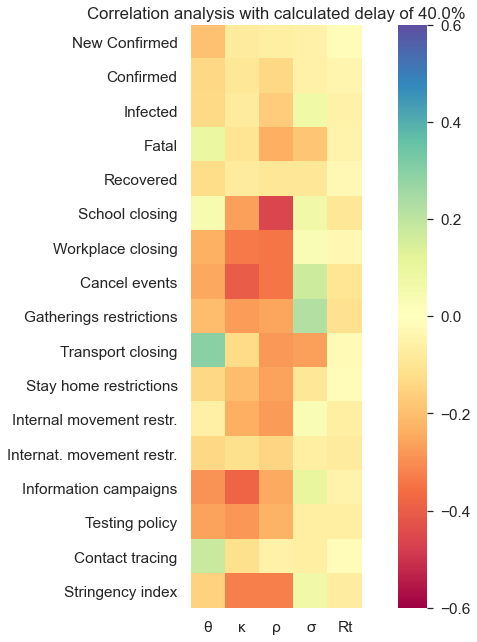 Correlation analysis with calculated delay of 40.0%
New Confirmed
Confirmed
Infected
Fatal
Recovered
School closing
Workplace closing
Cancel events
Gatherings restrictions
Transport closing
Stay home restrictions
Internal movement restr.
Internat. movement restr.
Information campaigns
Testing policy
Contact tracing
Stringency index
θ κ ρ σ Rt
0.6
0.4
0.2
0.0
−0.2
−0.4
−0.6